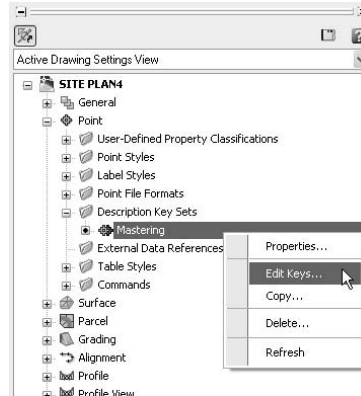 Active Drawing Settings View
SITE PLAN4
General
Point
User-Defined Property Classifications
Point Styles
Label Styles
Point File Formats
Description Key Sets
Mastering
External Data References
Table Styles
Commands
Surface
Parcel
Grading
Alignment
Profile
Profile View
Properties...
Edit Keys...
Copy...
Delete...
Refresh